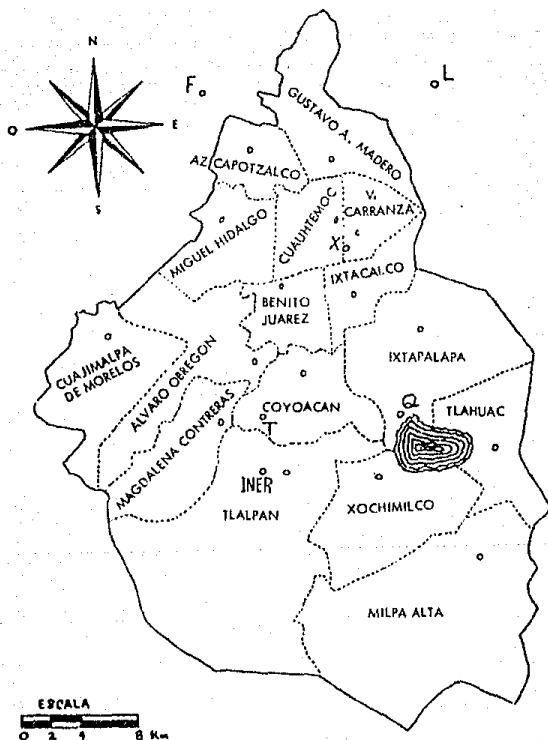 N
E
S
F
L
GUSTAVO A. MADERO
AZCAPOTZALCO
MIGUEL HIDALGO
CUAUHTEMOC
V. CARRANZA
X
IXTACALCO
BENITO
JUAREZ
CUAJIMALPA
DE MORELOS
ALVARO OBREGON
MAGDALENA CONTRERAS
COYOACAN
T
IXTAPALAPA
Q
TLAHUAC
INER
TLALPAN
XOCHIMILCO
MILPA ALTA
ESCALA
0 2 4 8 Km